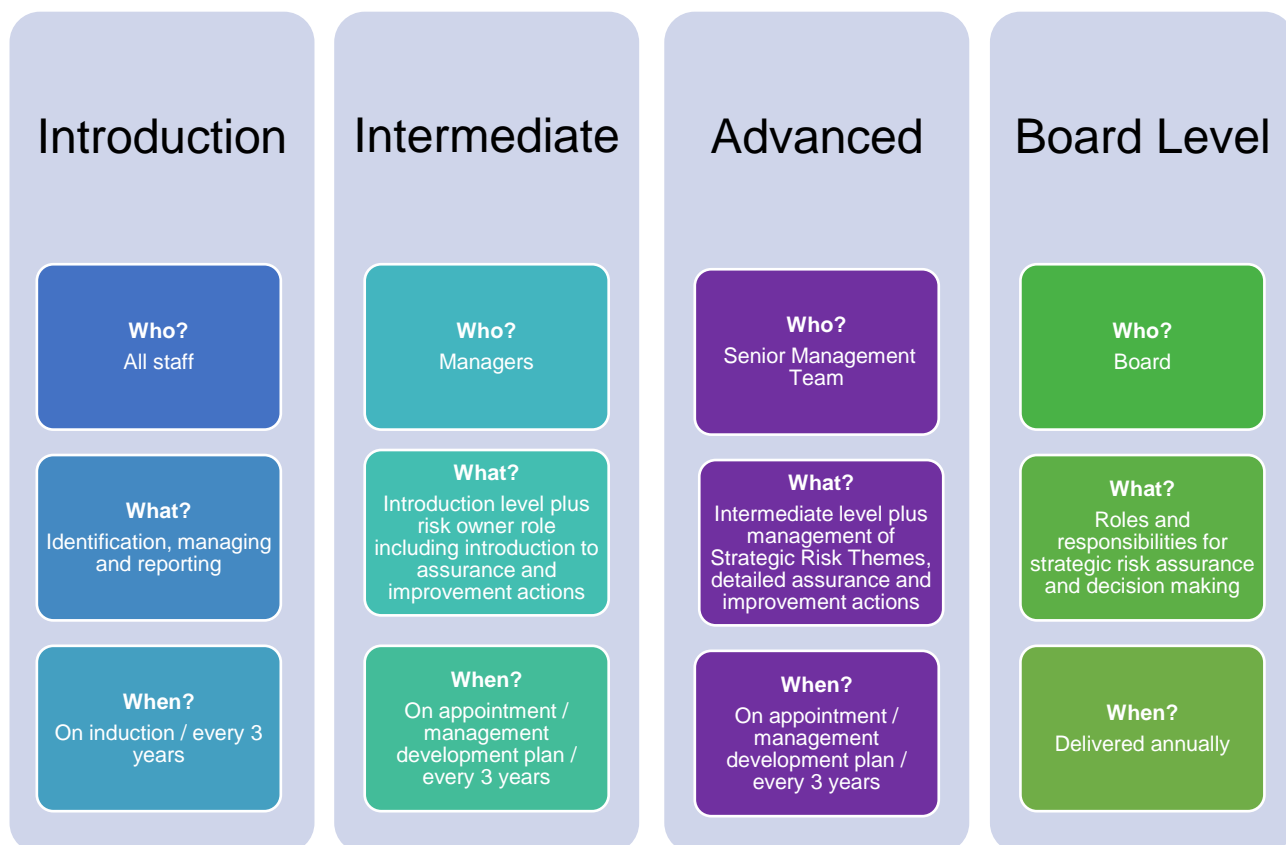 Introduction
Who?
All staff
What?
Identification, managing
and reporting
When?
On induction / every 3
years
Intermediate
Who?
Managers
What?
Introduction level plus
risk owner role
including introduction to
assurance and
improvement actions
When?
On appointment /
management
development plan /
every 3 years
Advanced
Who?
Senior Management
Team
What?
Intermediate level plus
management of
Strategic Risk Themes,
detailed assurance and
improvement actions
When?
On appointment /
management
development plan /
every 3 years
Board Level
Who?
Board
What?
Roles and
responsibilities for
strategic risk assurance
and decision making
When?
Delivered annually